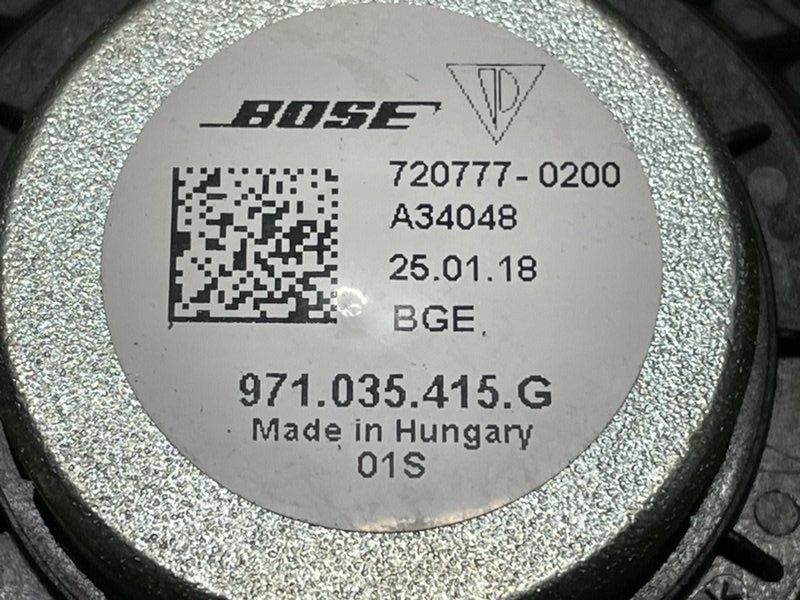 BOSE
720777-0200
A34048
25.01.18
BGE
971.035.415.G
Made in Hungary
01S